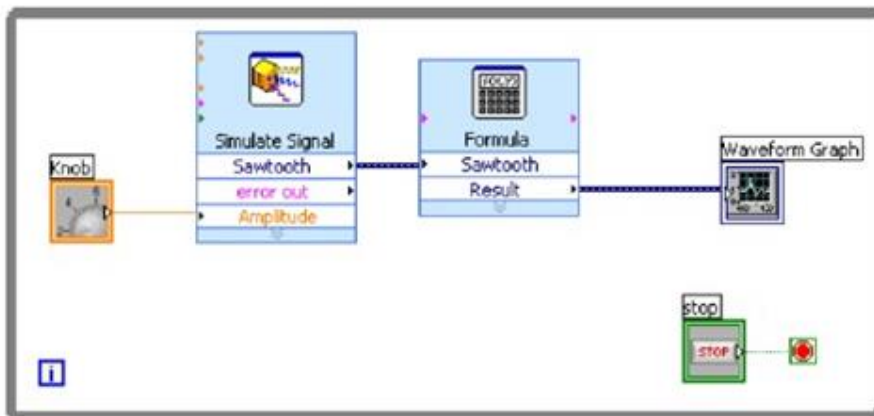 Simulate Signal
Sawtooth
error out
Amplitude
Formula
Sawtooth
Result
Knob
Waveform Graph
stop
STOP
i